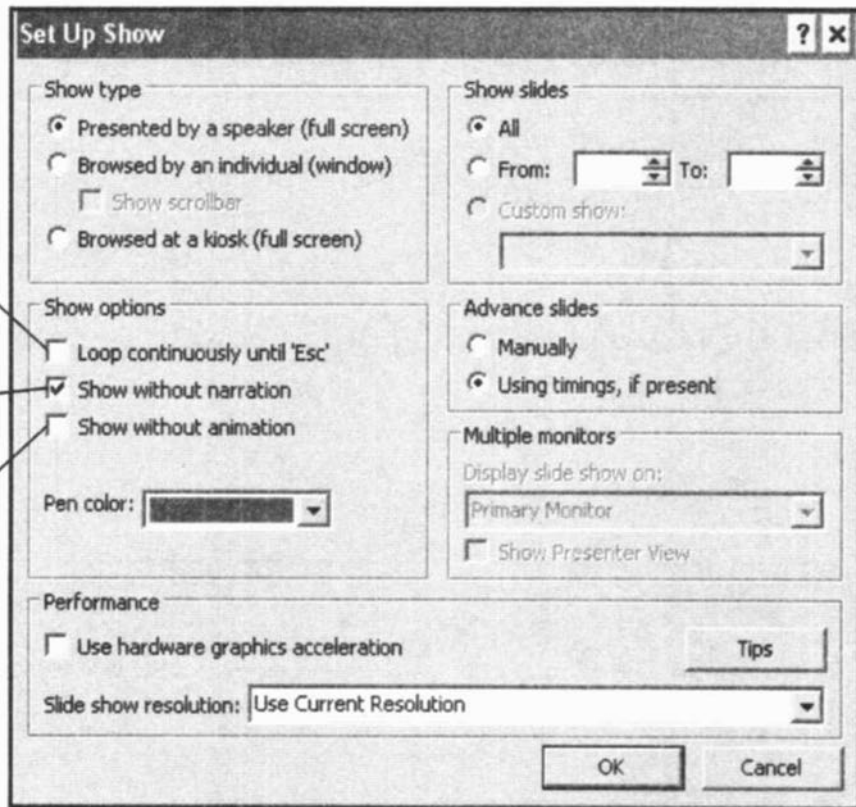 Set Up Show
Show type
Presented by a speaker (full screen)
Browsed by an individual (window)
Show scrollbar
Browsed at a kiosk (full screen)
Show slides
All
From: To:
Custom show:
Show options
Loop continuously until 'Esc'
Show without narration
Show without animation
Pen color:
Advance slides
Manually
Using timings, if present
Multiple monitors
Display slide show on:
Primary Monitor
Show Presenter View
Performance
Use hardware graphics acceleration
Tips
Slide show resolution: Use Current Resolution
OK Cancel